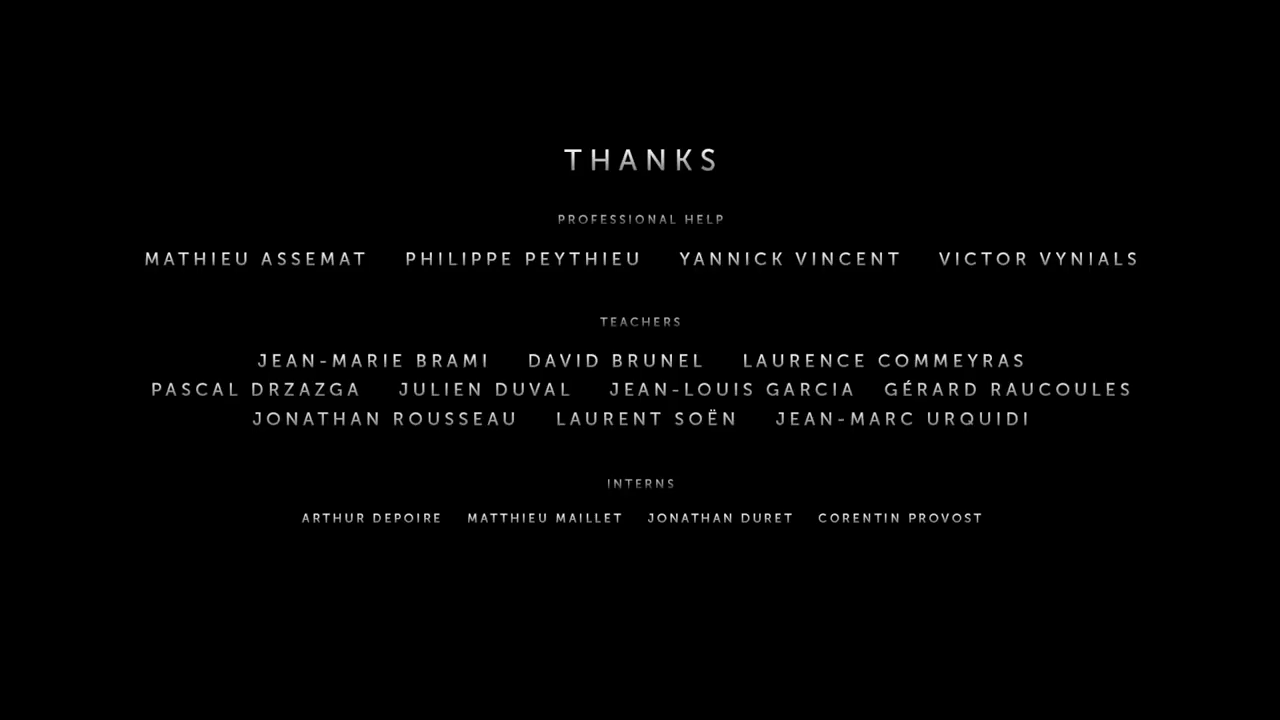 THANKS
PROFESSIONAL HELP
MATHIEU ASSEMAT PHILIPPE PEYTHIEU YANNICK VINCENT VICTOR VYNIALS
TEACHERS
JEAN-MARIE BRAMI DAVID BRUNEL LAURENCE COMMEYRAS
PASCAL DRZAZGA JULIEN DUVAL JEAN-LOUIS GARCIA GÉRARD RAUCOULES
JONATHAN ROUSSEAU LAURENT SOËN JEAN-MARC URQUIDI
INTERNS
ARTHUR DEPOIRE MATTHIEU MAILLET JONATHAN DURET CORENTIN PROVOST